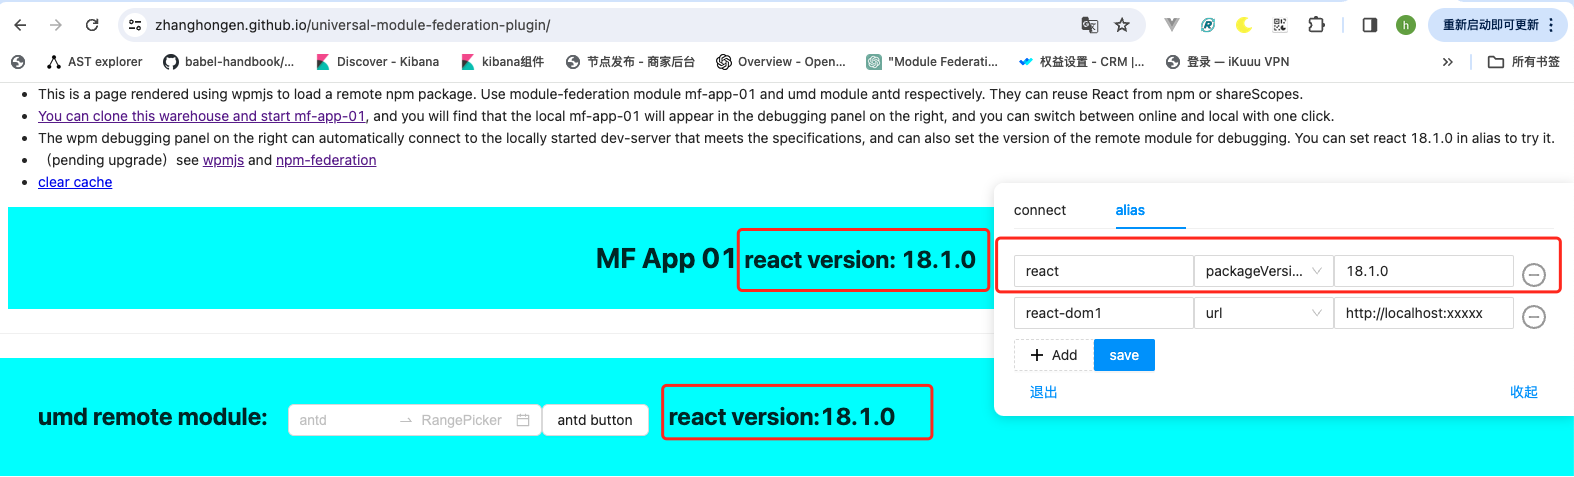 zhanghongen.github.io/universal-module-federation-plugin/
h
重新启动即可更新
AST explorer
babel-handbook/...
Discover - Kibana
kibana组件
节点发布 - 商家后台
Overview - Open...
"Module Federati...
权益设置 - CRM |...
登录 — iKuuu VPN
»
所有书签
• This is a page rendered using wpmjs to load a remote npm package. Use module-federation module mf-app-01 and umd module antd respectively. They can reuse React from npm or shareScopes.
• You can clone this warehouse and start mf-app-01, and you will find that the local mf-app-01 will appear in the debugging panel on the right, and you can switch between online and local with one click.
• The wpm debugging panel on the right can automatically connect to the locally started dev-server that meets the specifications, and can also set the version of the remote module for debugging. You can set react 18.1.0 in alias to try it.
• （pending upgrade）see wpmjs and npm-federation
• clear cache
MF App 01 react version: 18.1.0
umd remote module: antd RangePicker antd button react version:18.1.0
connect alias
react packageVersi... 18.1.0
react-dom1 url http://localhost:xxxxx
+ Add save
退出 收起